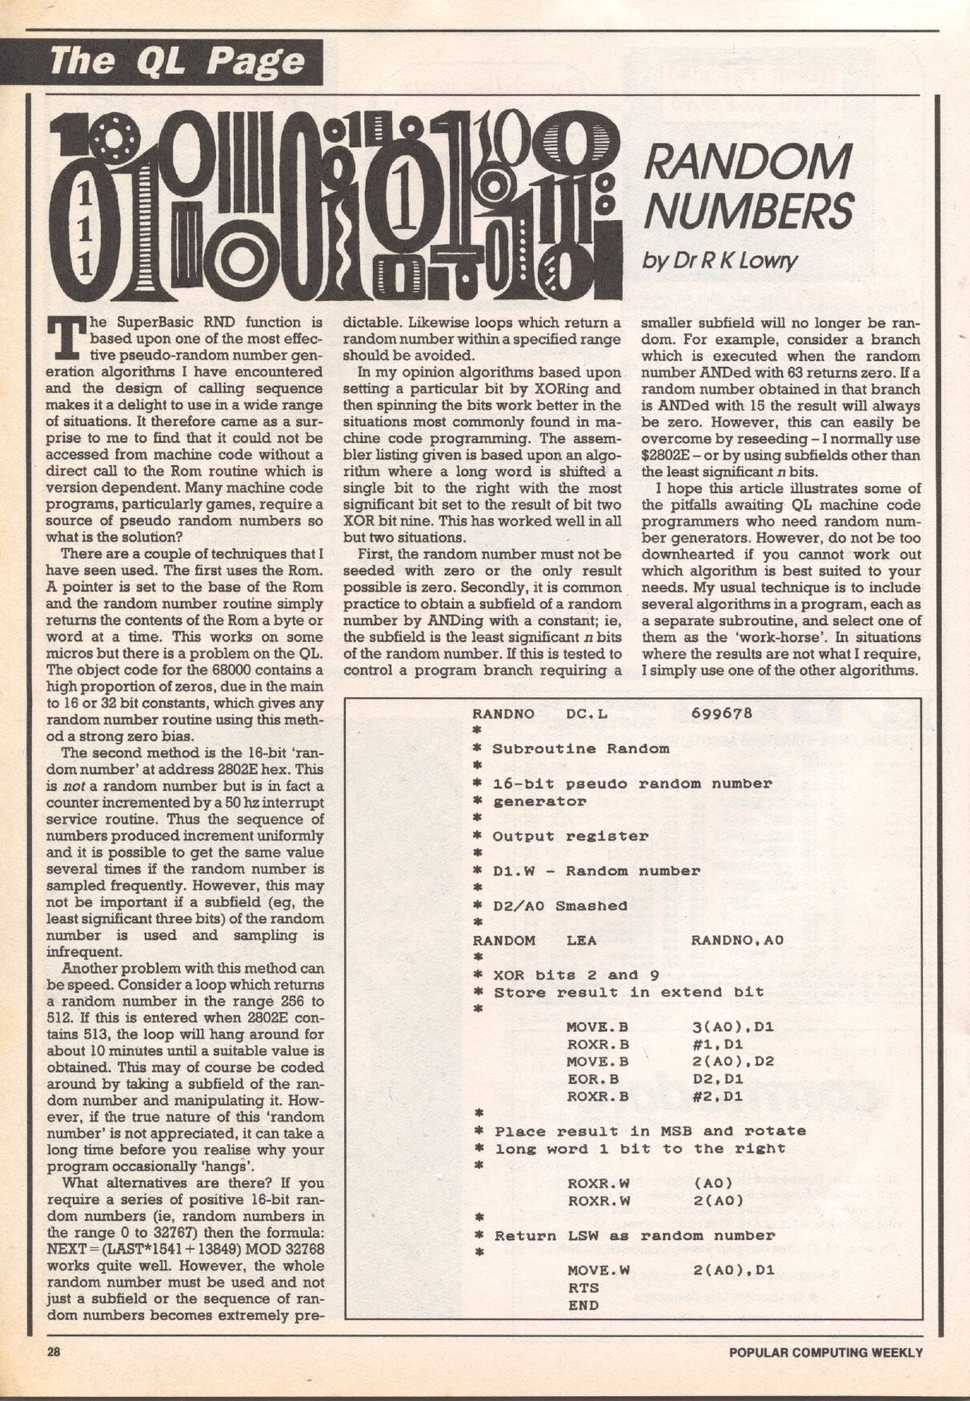 The QL Page
RANDOM
NUMBERS
by Dr R K Lowry
The SuperBasic RND function is
based upon one of the most effec-
tive pseudo-random number gen-
eration algorithms I have encountered
and the design of calling sequence
makes it a delight to use in a wide range
of situations. It therefore came as a sur-
prise to me to find that it could not be
accessed from machine code without a
direct call to the Rom routine which is
version dependent. Many machine code
programs, particularly games, require a
source of pseudo random numbers so
what is the solution?
There are a couple of techniques that I
have seen used. The first uses the Rom.
A pointer is set to the base of the Rom
and the random number routine simply
returns the contents of the Rom a byte or
word at a time. This works on some
micros but there is a problem on the QL.
The object code for the 68000 contains a
high proportion of zeros, due in the main
to 16 or 32 bit constants, which gives any
random number routine using this meth-
od a strong zero bias.
The second method is the 16-bit ‘ran-
dom number’ at address 2802E hex. This
is not a random number but is in fact a
counter incremented by a 50 hz interrupt
service routine. Thus the sequence of
numbers produced increment uniformly
and it is possible to get the same value
several times if the random number is
sampled frequently. However, this may
not be important if a subfield (eg, the
least significant three bits) of the random
number is used and sampling is
infrequent.
Another problem with this method can
be speed. Consider a loop which returns
a random number in the range 256 to
512. If this is entered when 2802E con-
tains 513, the loop will hang around for
about 10 minutes until a suitable value is
obtained. This may of course be coded
around by taking a subfield of the ran-
dom number and manipulating it. How-
ever, if the true nature of this ‘random
number’ is not appreciated, it can take a
long time before you realise why your
program occasionally ‘hangs’.
What alternatives are there? If you
require a series of positive 16-bit ran-
dom numbers (ie, random numbers in
the range 0 to 32767) then the formula:
NEXT=(LAST*1541+13849) MOD 32768
works quite well. However, the whole
random number must be used and not
just a subfield or the sequence of ran-
dom numbers becomes extremely pre-
dictable. Likewise loops which return a
random number within a specified range
should be avoided.
In my opinion algorithms based upon
setting a particular bit by XORing and
then spinning the bits work better in the
situations most commonly found in ma-
chine code programming. The assem-
bler listing given is based upon an algo-
rithm where a long word is shifted a
single bit to the right with the most
significant bit set to the result of bit two
XOR bit nine. This has worked well in all
but two situations.
First, the random number must not be
seeded with zero or the only result
possible is zero. Secondly, it is common
practice to obtain a subfield of a random
number by ANDing with a constant; ie,
the subfield is the least significant n bits
of the random number. If this is tested to
control a program branch requiring a
smaller subfield will no longer be ran-
dom. For example, consider a branch
which is executed when the random
number ANDed with 63 returns zero. If a
random number obtained in that branch
is ANDed with 15 the result will always
be zero. However, this can easily be
overcome by reseeding – I normally use
$2802E – or by using subfields other than
the least significant n bits.
I hope this article illustrates some of
the pitfalls awaiting QL machine code
programmers who need random num-
ber generators. However, do not be too
downhearted if you cannot work out
which algorithm is best suited to your
needs. My usual technique is to include
several algorithms in a program, each as
a separate subroutine, and select one of
them as the ‘work-horse’. In situations
where the results are not what I require,
I simply use one of the other algorithms.
RANDNO DC.L 699678
*
* Subroutine Random
*
* 16-bit pseudo random number
* generator
*
* Output register
*
* D1.W - Random number
*
* D2/A0 Smashed
*
RANDOM LEA RANDNO,A0
*
* XOR bits 2 and 9
* Store result in extend bit
*
MOVE.B 3(A0),D1
ROXR.B #1,D1
MOVE.B 2(A0),D2
EOR.B D2,D1
ROXR.B #2,D1
*
* Place result in MSB and rotate
* long word 1 bit to the right
*
ROXR.W (A0)
ROXR.W 2(A0)
*
* Return LSW as random number
*
MOVE.W 2(A0),D1
RTS
END
28
POPULAR COMPUTING WEEKLY